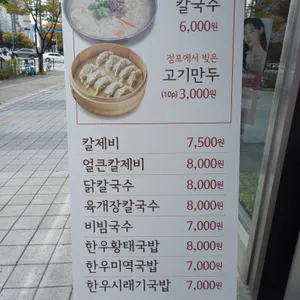 칼국수
6,000원
점포에서 빚은
고기만두
(10p) 3,000원
칼제비 7,500원
얼큰칼제비 8,000원
닭칼국수 8,000원
육개장칼국수 8,000원
비빔국수 7,000원
한우황태국밥 8,000원
한우미역국밥 7,000원
한우시래기국밥 7,000원